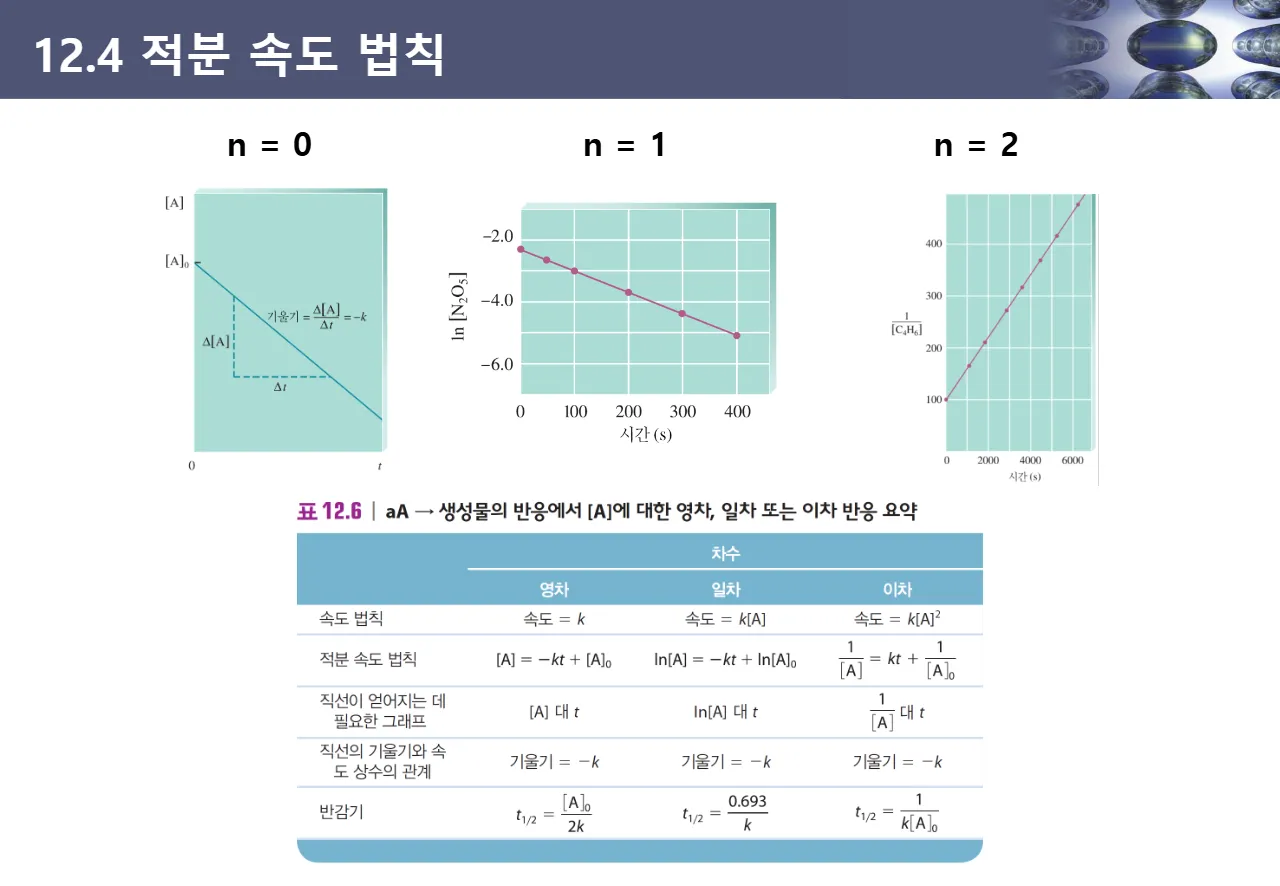 12.4 적분 속도 법칙
n = 0
n = 1
n = 2
[A]
[A]₀
기울기 = Δ[A]/Δt = −k
Δ[A]
Δt
0
t
ln [N₂O₅]
−2.0
−4.0
−6.0
0 100 200 300 400
시간 (s)
1/[C₄H₆]
400
300
200
100
0 2000 4000 6000
시간 (s)
표 12.6 | aA → 생성물의 반응에서 [A]에 대한 영차, 일차 또는 이차 반응 요약
차수
영차 일차 이차
속도 법칙 속도 = k 속도 = k[A] 속도 = k[A]²
적분 속도 법칙 [A] = −kt + [A]₀ ln[A] = −kt + ln[A]₀ 1/[A] = kt + 1/[A]₀
직선이 얻어지는 데
필요한 그래프 [A] 대 t ln[A] 대 t 1/[A] 대 t
직선의 기울기와 속
도 상수의 관계 기울기 = −k 기울기 = −k 기울기 = −k
반감기 t₁/₂ = [A]₀/2k t₁/₂ = 0.693/k t₁/₂ = 1/k[A]₀